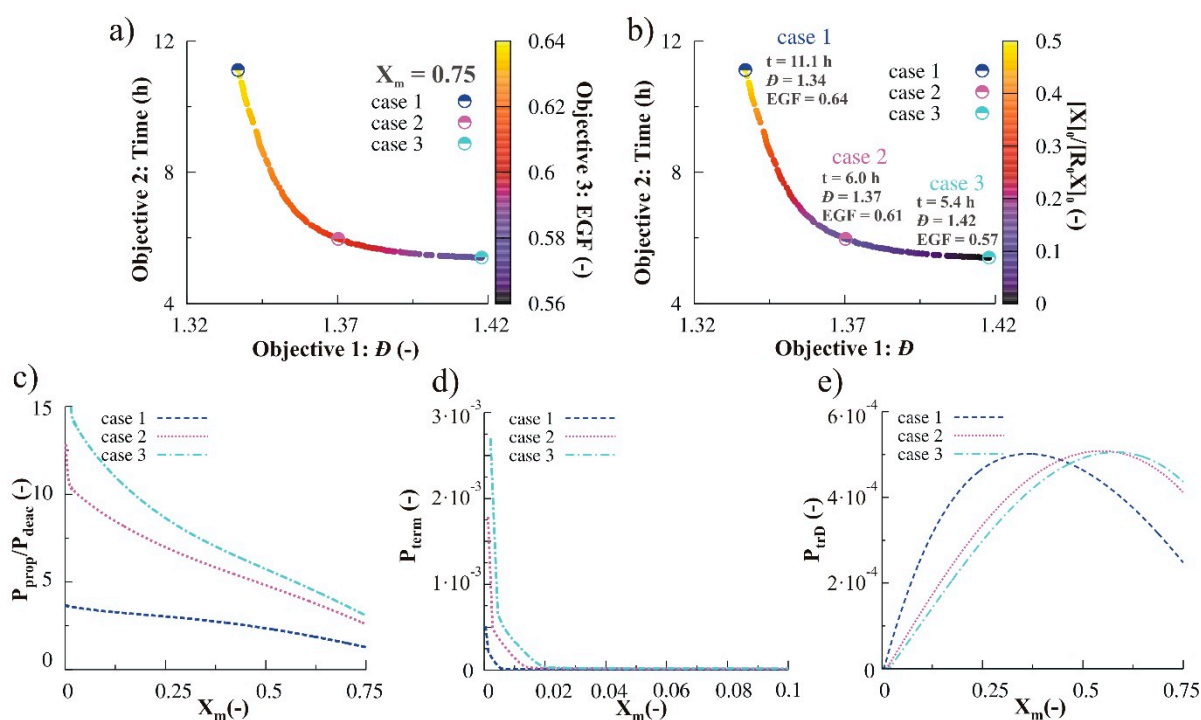 a)
Objective 2: Time (h)
12
8
4
X_m = 0.75
case 1
case 2
case 3
1.32
1.37
1.42
Objective 1: Đ (-)
0.64
0.62
0.60
0.58
0.56
Objective 3: EGF (-)
b)
Objective 2: Time (h)
12
8
4
case 1
t = 11.1 h
Đ = 1.34
EGF = 0.64
case 1
case 2
case 3
case 2
t = 6.0 h
Đ = 1.37
EGF = 0.61
case 3
t = 5.4 h
Đ = 1.42
EGF = 0.57
1.32
1.37
1.42
Objective 1: Đ
0.5
0.4
0.3
0.2
0.1
0
[X]₀/[R₀X]₀ (-)
c)
P_prop/P_deac (-)
15
10
5
0
case 1
case 2
case 3
0
0.25
0.5
0.75
X_m(-)
d)
P_term (-)
3·10⁻³
2·10⁻³
1·10⁻³
0
case 1
case 2
case 3
0
0.02
0.04
0.06
0.08
0.1
X_m(-)
e)
P_trD (-)
6·10⁻⁴
4·10⁻⁴
2·10⁻⁴
0
case 1
case 2
case 3
0
0.25
0.5
0.75
X_m(-)